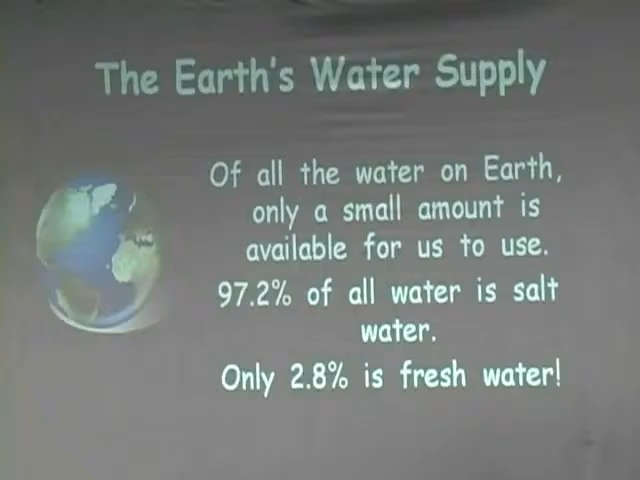 The Earth's Water Supply
Of all the water on Earth,
only a small amount is
available for us to use.
97.2% of all water is salt
water.
Only 2.8% is fresh water!